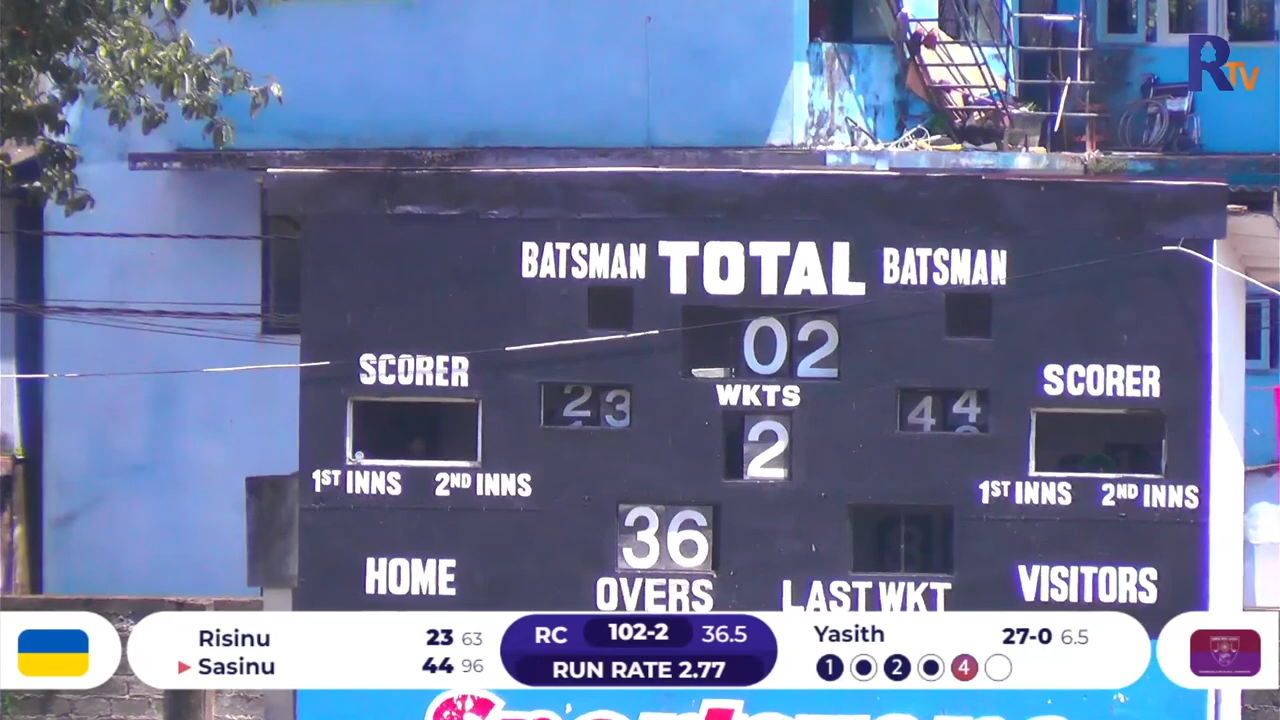 RTV
BATSMAN TOTAL BATSMAN
02
SCORER WKTS SCORER
23 2 44
1ST INNS 2ND INNS 1ST INNS 2ND INNS
36
HOME OVERS LAST WKT VISITORS
Risinu 23 63
Sasinu 44 96
RC 102-2 36.5
RUN RATE 2.77
Yasith 27-0 6.5
1 2 4